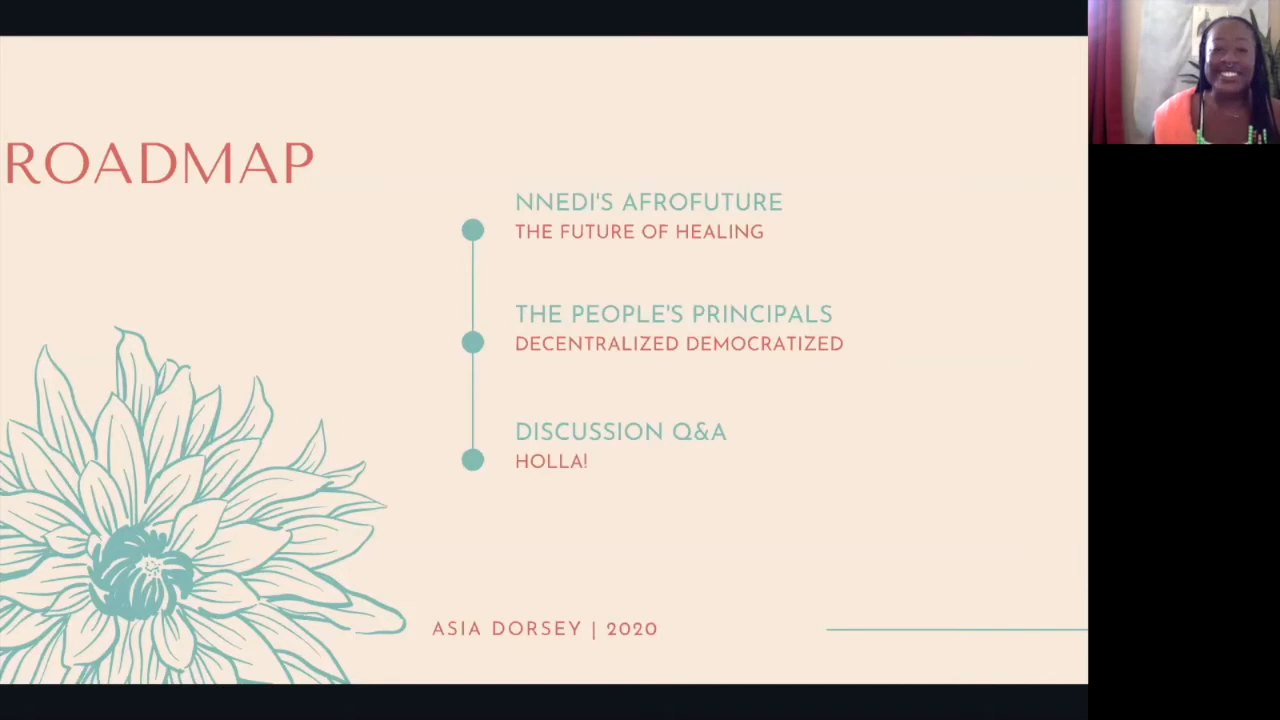 ROADMAP
NNEDI'S AFROFUTURE
THE FUTURE OF HEALING
THE PEOPLE'S PRINCIPALS
DECENTRALIZED DEMOCRATIZED
DISCUSSION Q&A
HOLLA!
ASIA DORSEY | 2020